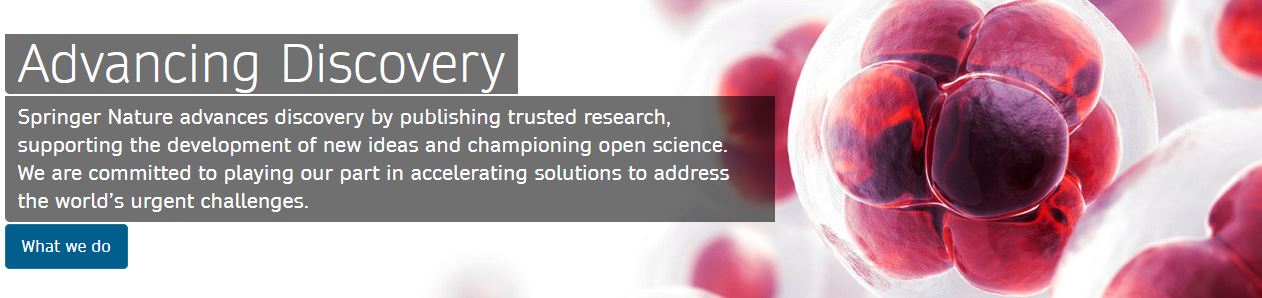 Advancing Discovery
Springer Nature advances discovery by publishing trusted research,
supporting the development of new ideas and championing open science.
We are committed to playing our part in accelerating solutions to address
the world’s urgent challenges.
What we do